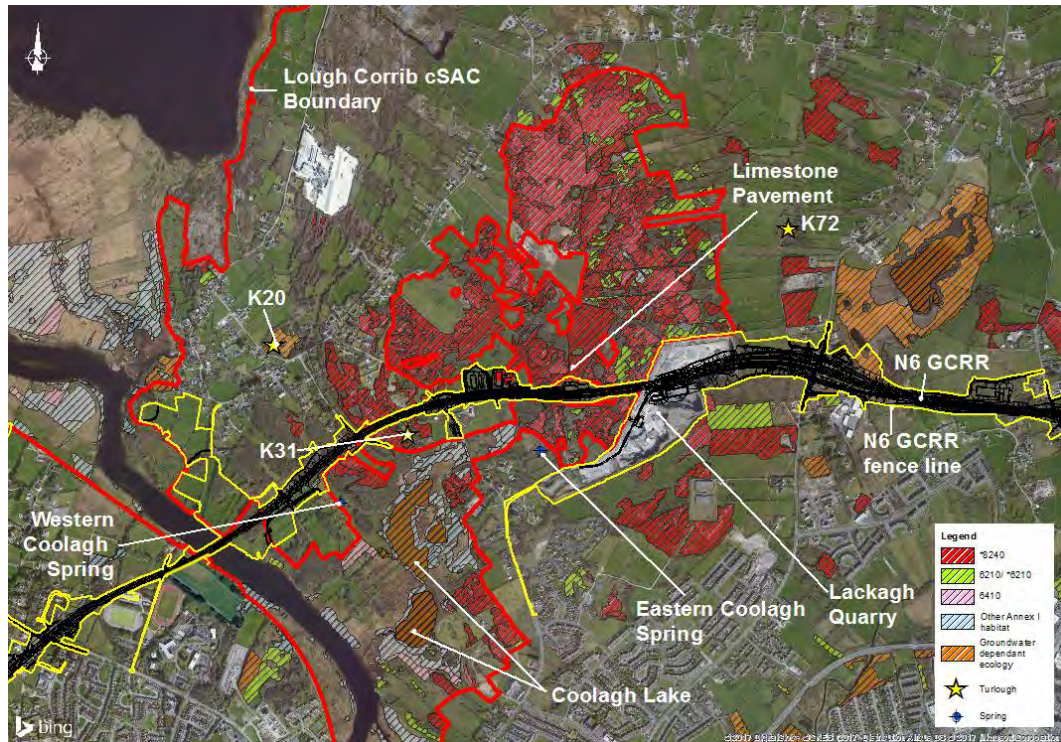 Lough Corrib cSAC
Boundary
Limestone
Pavement
K72
K20
N6 GCRR
K31
N6 GCRR
fence line
Western
Coolagh
Spring
Eastern Coolagh
Spring
Lackagh
Quarry
Coolagh Lake
Legend
*8240
6210/ *6210
6410
Other Annex I
habitat
Groundwater
dependant
ecology
Turlough
Spring
bing